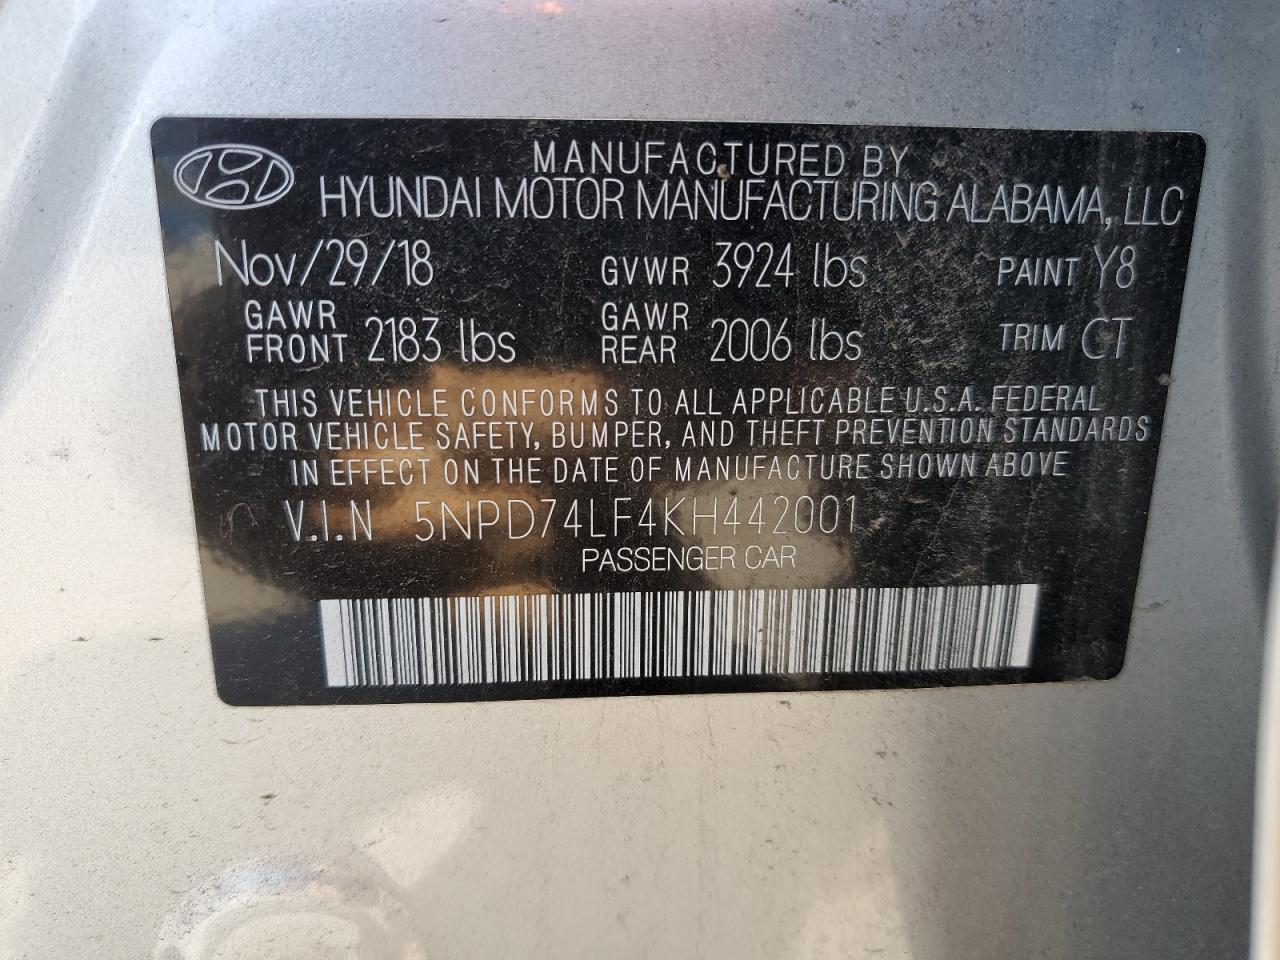 MANUFACTURED BY
HYUNDAI MOTOR MANUFACTURING ALABAMA, LLC
Nov/29/18 GVWR 3924 lbs PAINT Y8
GAWR FRONT 2183 lbs GAWR REAR 2006 lbs TRIM CT
THIS VEHICLE CONFORMS TO ALL APPLICABLE U.S.A. FEDERAL
MOTOR VEHICLE SAFETY, BUMPER, AND THEFT PREVENTION STANDARDS
IN EFFECT ON THE DATE OF MANUFACTURE SHOWN ABOVE
V.I.N 5NPD74LF4KH442001
PASSENGER CAR